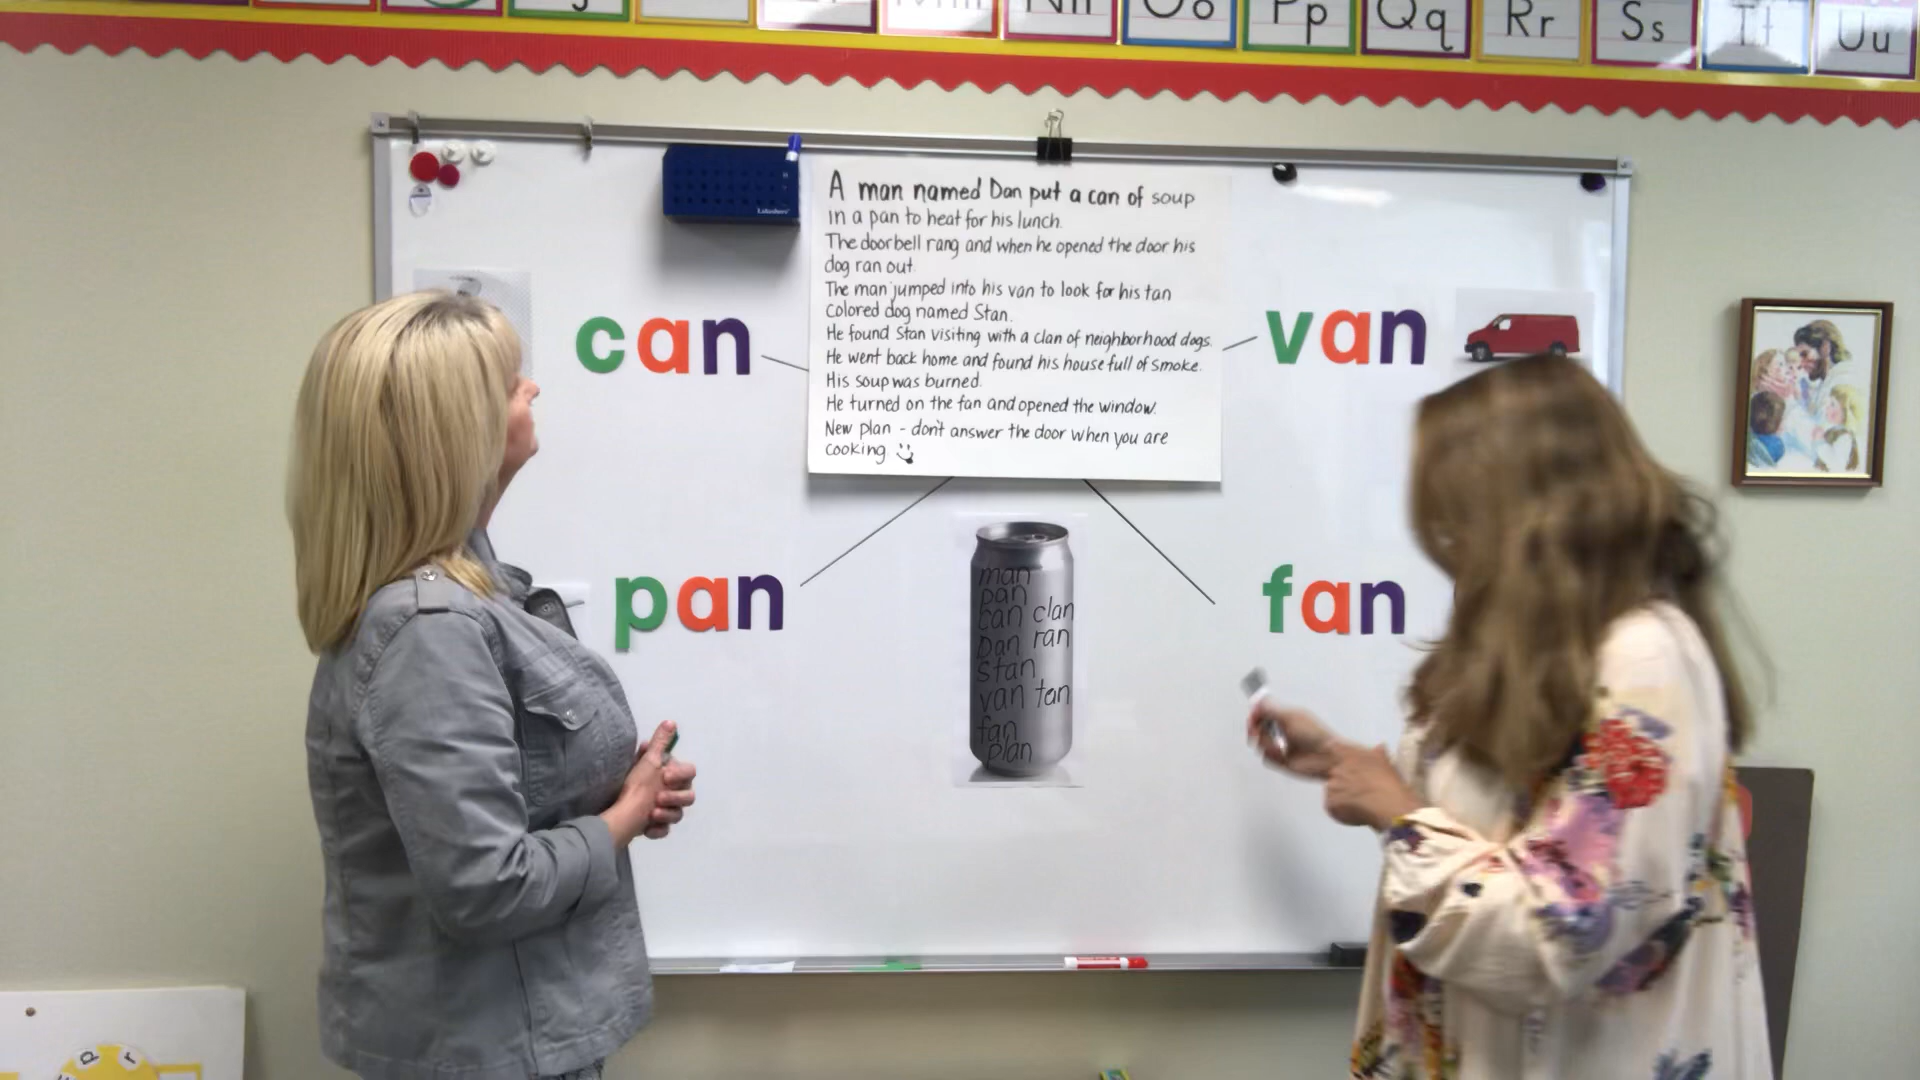 Nn Oo Pp Qq Rr Ss Tt Uu
Lakeshore
A man named Dan put a can of soup
in a pan to heat for his lunch.
The doorbell rang and when he opened the door his
dog ran out.
The man jumped into his van to look for his tan
colored dog named Stan.
He found Stan visiting with a clan of neighborhood dogs.
He went back home and found his house full of smoke.
His soup was burned.
He turned on the fan and opened the window.
New plan - don't answer the door when you are
cooking
can
van
pan
fan
man
pan
can clan
Dan ran
Stan
van tan
fan
plan
p r